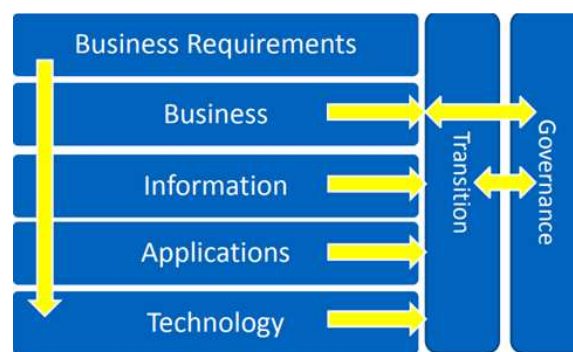 Business Requirements
Business
Information
Applications
Technology
Transition
Governance